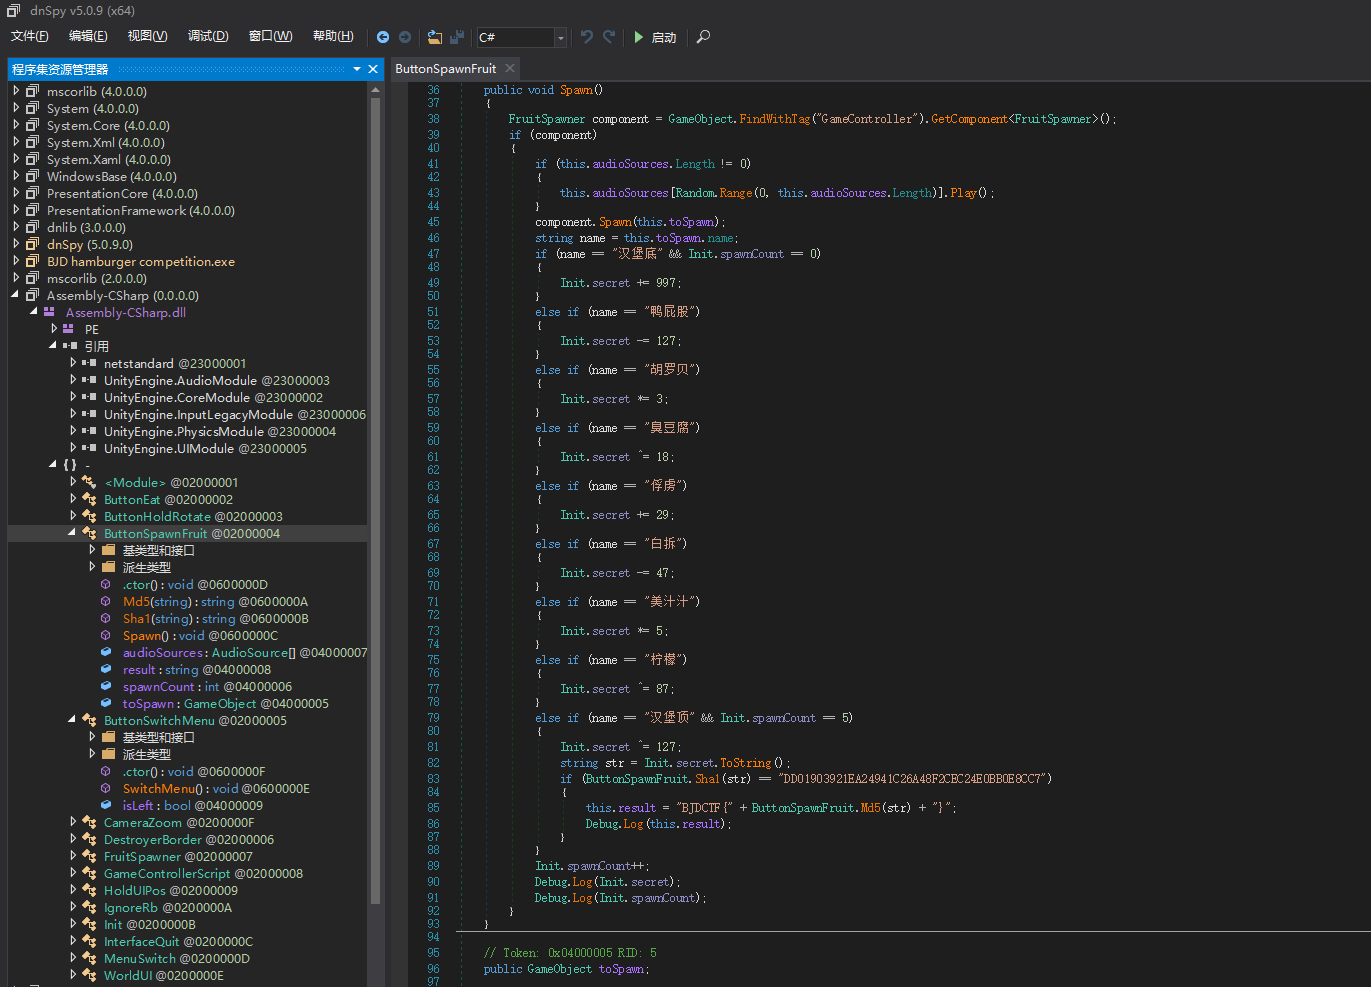 dnSpy v5.0.9 (x64)
文件(F) 编辑(E) 视图(V) 调试(D) 窗口(W) 帮助(H) C# 启动
程序集资源管理器
mscorlib (4.0.0.0)
System (4.0.0.0)
System.Core (4.0.0.0)
System.Xml (4.0.0.0)
System.Xaml (4.0.0.0)
WindowsBase (4.0.0.0)
PresentationCore (4.0.0.0)
PresentationFramework (4.0.0.0)
dnlib (3.0.0.0)
dnSpy (5.0.9.0)
BJD hamburger competition.exe
mscorlib (2.0.0.0)
Assembly-CSharp (0.0.0.0)
Assembly-CSharp.dll
PE
引用
netstandard @23000001
UnityEngine.AudioModule @23000003
UnityEngine.CoreModule @23000002
UnityEngine.InputLegacyModule @23000006
UnityEngine.PhysicsModule @23000004
UnityEngine.UIModule @23000005
{} -
<Module> @02000001
ButtonEat @02000002
ButtonHoldRotate @02000003
ButtonSpawnFruit @02000004
基类型和接口
派生类型
.ctor() : void @0600000D
Md5(string) : string @0600000A
Sha1(string) : string @0600000B
Spawn() : void @0600000C
audioSources : AudioSource[] @04000007
result : string @04000008
spawnCount : int @04000006
toSpawn : GameObject @04000005
ButtonSwitchMenu @02000005
基类型和接口
派生类型
.ctor() : void @0600000F
SwitchMenu() : void @0600000E
isLeft : bool @04000009
CameraZoom @0200000F
DestroyerBorder @02000006
FruitSpawner @02000007
GameControllerScript @02000008
HoldUIPos @02000009
IgnoreRb @0200000A
Init @0200000B
InterfaceQuit @0200000C
MenuSwitch @0200000D
WorldUI @0200000E
ButtonSpawnFruit
36 public void Spawn()
37 {
38 FruitSpawner component = GameObject.FindWithTag("GameController").GetComponent<FruitSpawner>();
39 if (component)
40 {
41 if (this.audioSources.Length != 0)
42 {
43 this.audioSources[Random.Range(0, this.audioSources.Length)].Play();
44 }
45 component.Spawn(this.toSpawn);
46 string name = this.toSpawn.name;
47 if (name == "汉堡底" && Init.spawnCount == 0)
48 {
49 Init.secret += 997;
50 }
51 else if (name == "鸭屁股")
52 {
53 Init.secret -= 127;
54 }
55 else if (name == "胡罗贝")
56 {
57 Init.secret *= 3;
58 }
59 else if (name == "臭豆腐")
60 {
61 Init.secret ^= 18;
62 }
63 else if (name == "俘虏")
64 {
65 Init.secret += 29;
66 }
67 else if (name == "白拆")
68 {
69 Init.secret -= 47;
70 }
71 else if (name == "美汁汁")
72 {
73 Init.secret *= 5;
74 }
75 else if (name == "柠檬")
76 {
77 Init.secret ^= 87;
78 }
79 else if (name == "汉堡顶" && Init.spawnCount == 5)
80 {
81 Init.secret ^= 127;
82 string str = Init.secret.ToString();
83 if (ButtonSpawnFruit.Sha1(str) == "DD01903921EA24941C26A48F2CEC24E0BB0E8CC7")
84 {
85 this.result = "BJDCTF{" + ButtonSpawnFruit.Md5(str) + "}";
86 Debug.Log(this.result);
87 }
88 }
89 Init.spawnCount++;
90 Debug.Log(Init.secret);
91 Debug.Log(Init.spawnCount);
92 }
93 }
94
95 // Token: 0x04000005 RID: 5
96 public GameObject toSpawn;
97